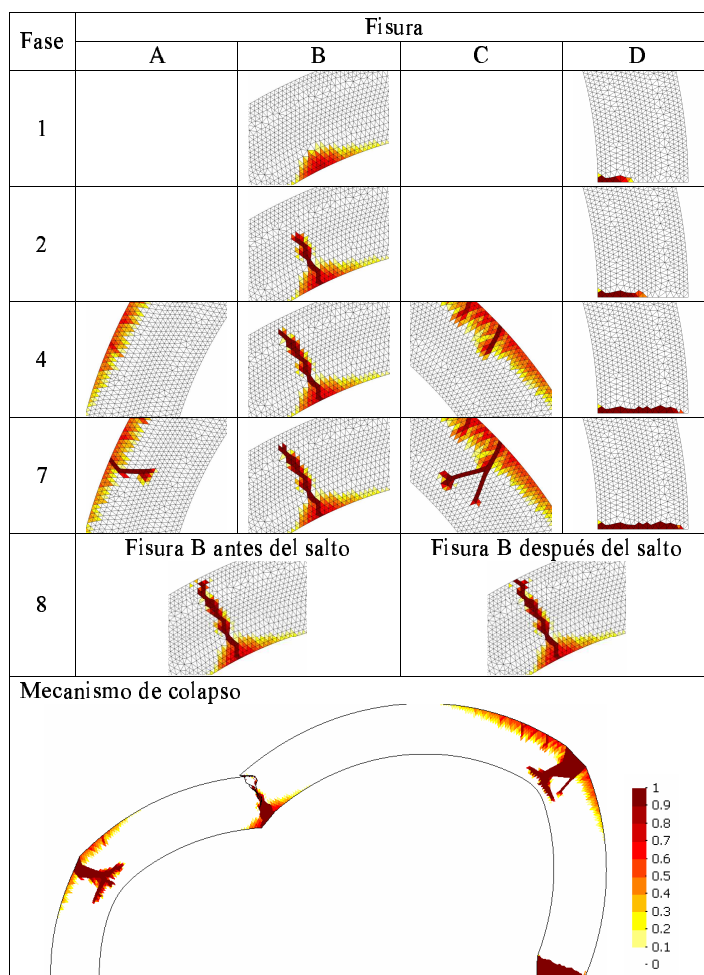 Fase
Fisura
A B C D
1
2
4
7
Fisura B antes del salto
Fisura B después del salto
8
Mecanismo de colapso
1
0.9
0.8
0.7
0.6
0.5
0.4
0.3
0.2
0.1
0